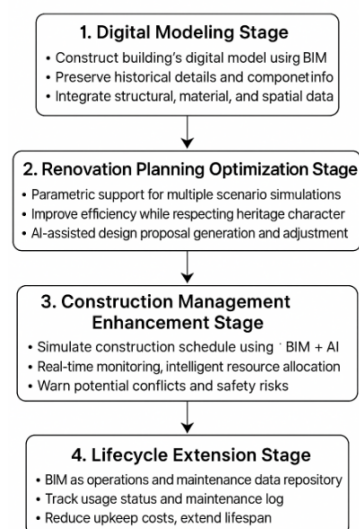 1. Digital Modeling Stage
• Construct building's digital model using BIM
• Preserve historical details and componetinfo
• Integrate structural, material, and spatial data
2. Renovation Planning Optimization Stage
• Parametric support for multiple scenario simulations
• Improve efficiency while respecting heritage character
• AI-assisted design proposal generation and adjustment
3. Construction Management
Enhancement Stage
• Simulate construction schedule using BIM + AI
• Real-time monitoring, intelligent resource allocation
• Warn potential conflicts and safety risks
4. Lifecycle Extension Stage
• BIM as operations and maintenance data repository
• Track usage status and maintenance log
• Reduce upkeep costs, extend lifespan